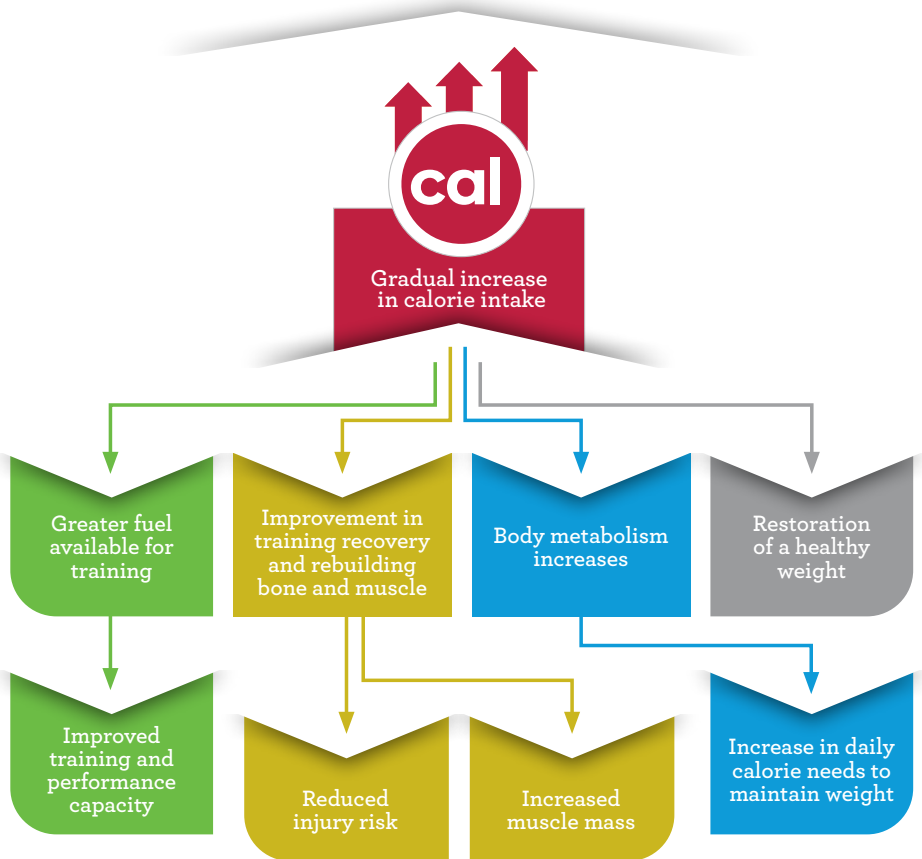 cal
Gradual increase
in calorie intake
Greater fuel
available for
training
Improvement in
training recovery
and rebuilding
bone and muscle
Body metabolism
increases
Restoration
of a healthy
weight
Improved
training and
performance
capacity
Reduced
injury risk
Increased
muscle mass
Increase in daily
calorie needs to
maintain weight